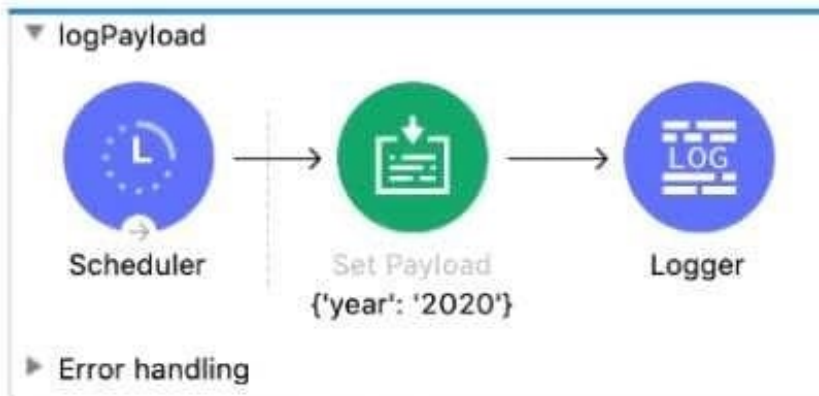 logPayload
LOG
Scheduler
Set Payload
Logger
{'year': '2020'}
Error handling